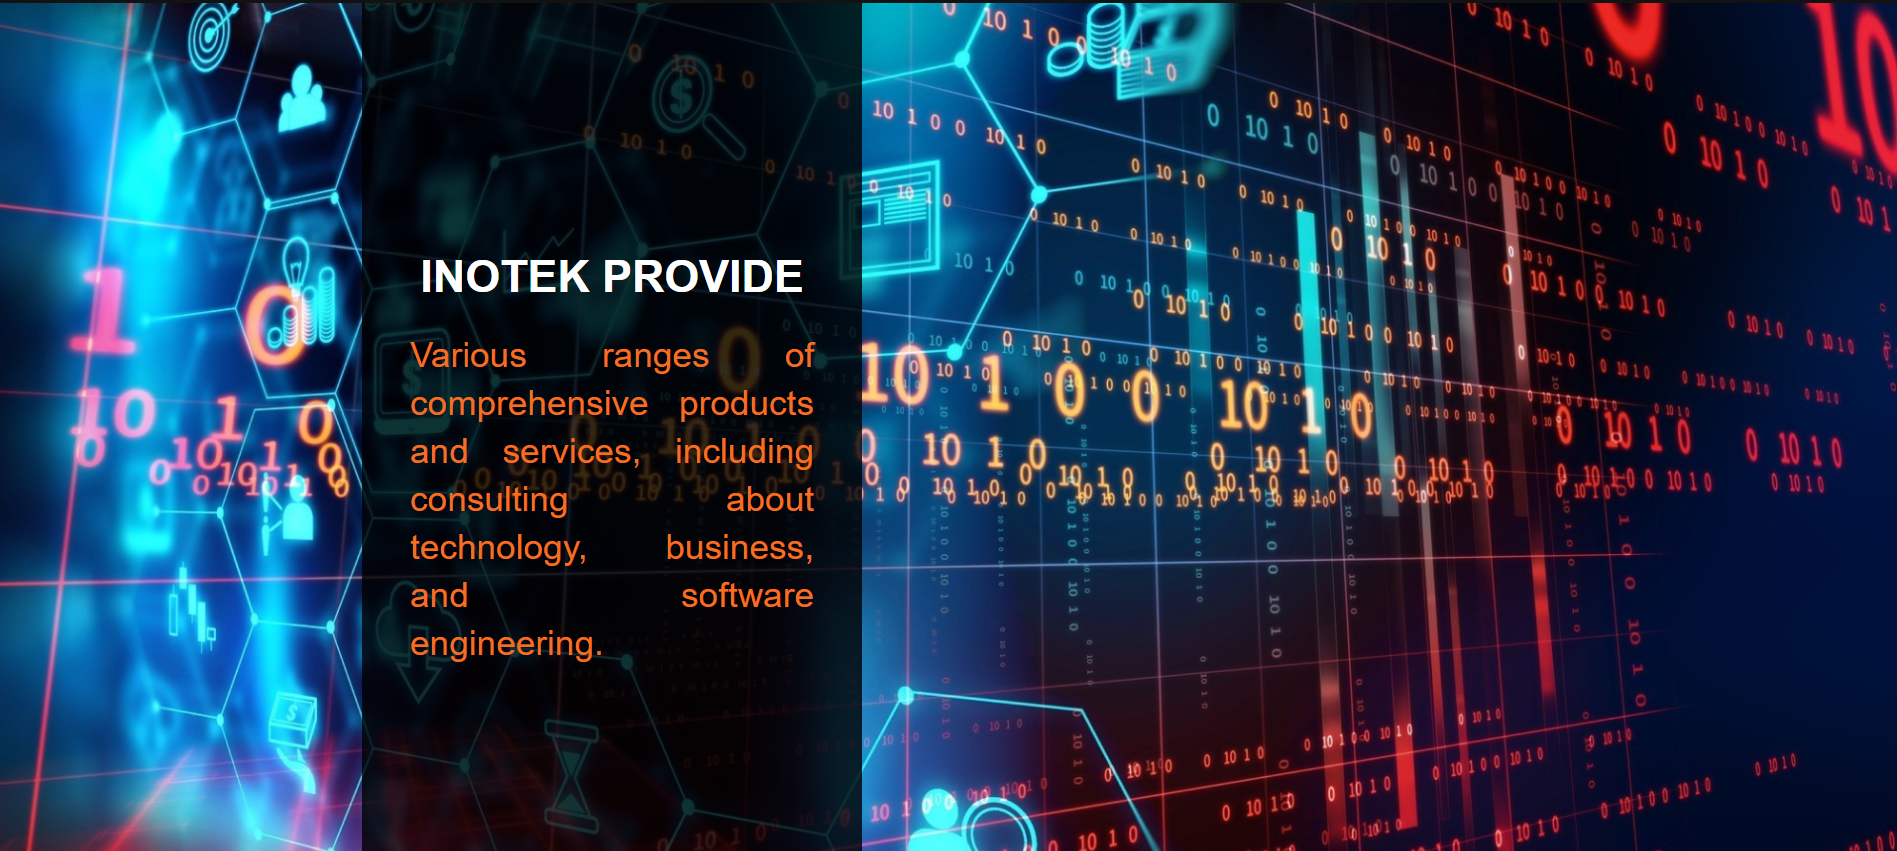 INOTEK PROVIDE
Various ranges of
comprehensive products
and services, including
consulting about
technology, business,
and software
engineering.